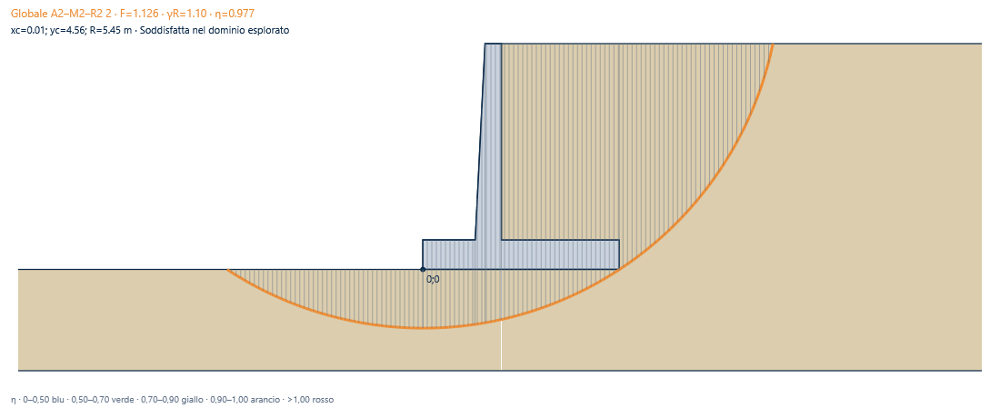 Globale A2–M2–R2 2 · F=1.126 · γR=1.10 · η=0.977
xc=0.01; yc=4.56; R=5.45 m · Soddisfatta nel dominio esplorato
0;0
η · 0–0,50 blu · 0,50–0,70 verde · 0,70–0,90 giallo · 0,90–1,00 arancio · >1,00 rosso